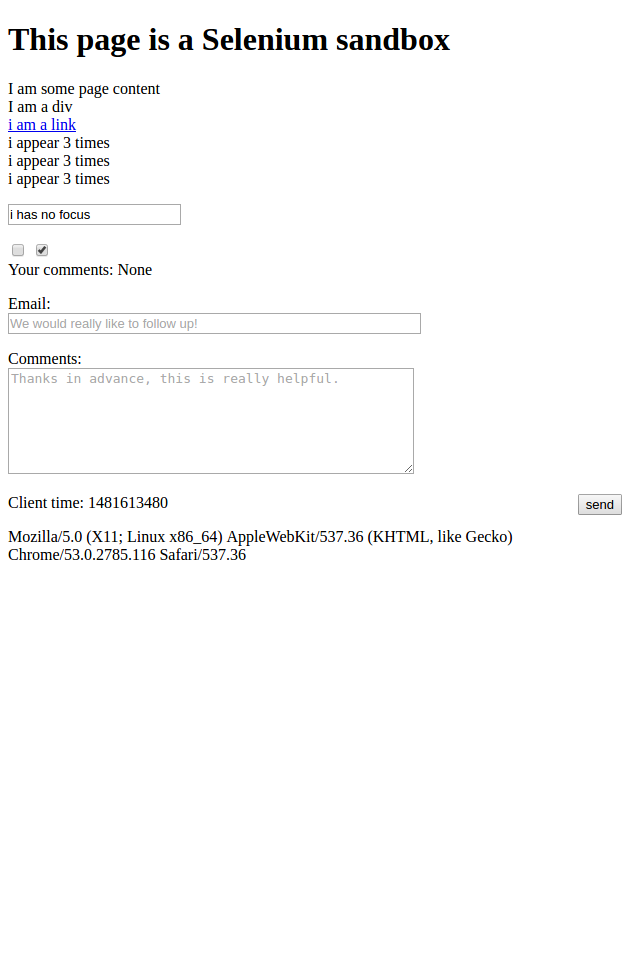 This page is a Selenium sandbox
I am some page content
I am a div
i am a link
i appear 3 times
i appear 3 times
i appear 3 times
i has no focus
Your comments: None
Email:
We would really like to follow up!
Comments:
Thanks in advance, this is really helpful.
Client time: 1481613480
send
Mozilla/5.0 (X11; Linux x86_64) AppleWebKit/537.36 (KHTML, like Gecko)
Chrome/53.0.2785.116 Safari/537.36